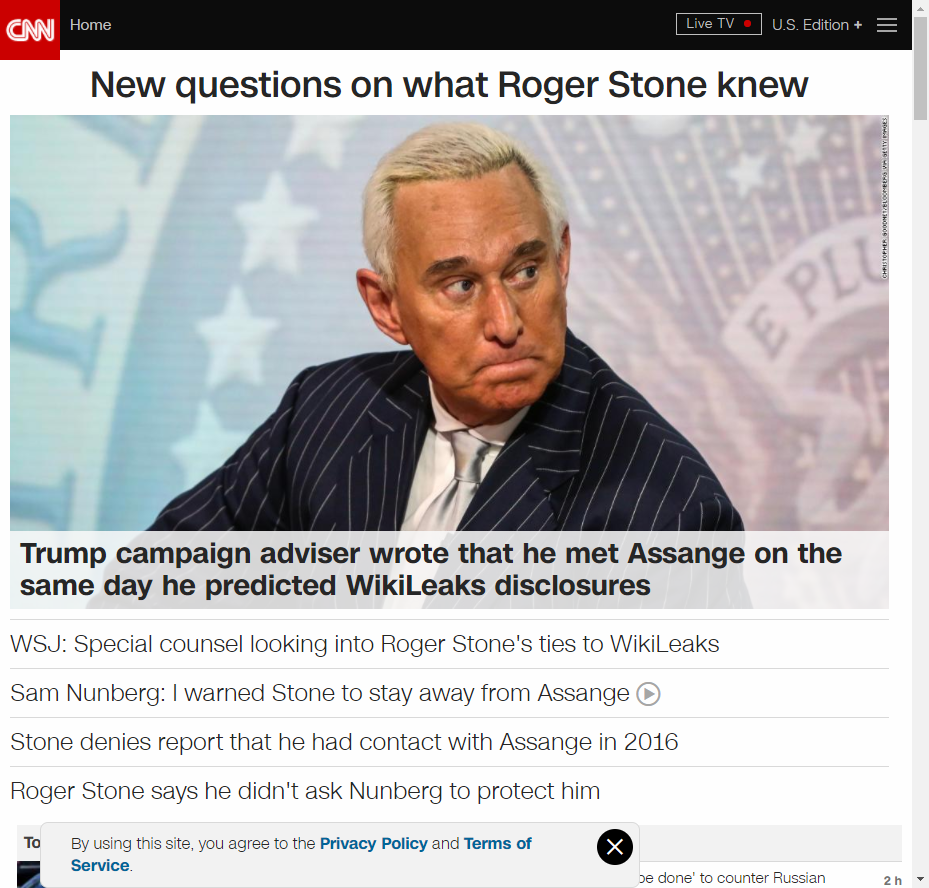 CNN
Home
Live TV
U.S. Edition +
New questions on what Roger Stone knew
CHRISTOPHER GOODNEY/BLOOMBERG VIA GETTY IMAGES
E PLU
Trump campaign adviser wrote that he met Assange on the
same day he predicted WikiLeaks disclosures
WSJ: Special counsel looking into Roger Stone's ties to WikiLeaks
Sam Nunberg: I warned Stone to stay away from Assange
Stone denies report that he had contact with Assange in 2016
Roger Stone says he didn't ask Nunberg to protect him
To
By using this site, you agree to the Privacy Policy and Terms of
Service.
be done' to counter Russian
2 h